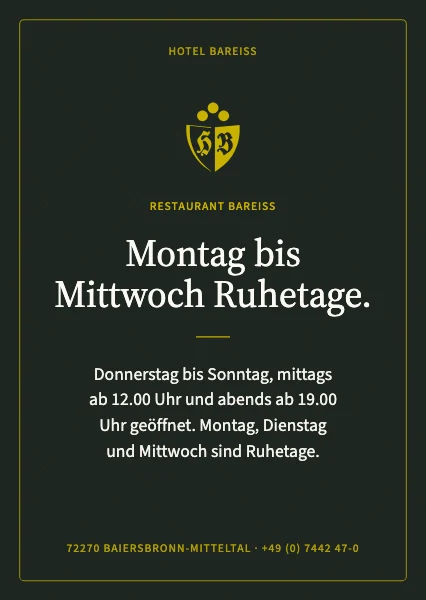 HOTEL BAREISS
HB
RESTAURANT BAREISS
Montag bis
Mittwoch Ruhetage.
Donnerstag bis Sonntag, mittags
ab 12.00 Uhr und abends ab 19.00
Uhr geöffnet. Montag, Dienstag
und Mittwoch sind Ruhetage.
72270 BAIERSBRONN-MITTELTAL · +49 (0) 7442 47-0